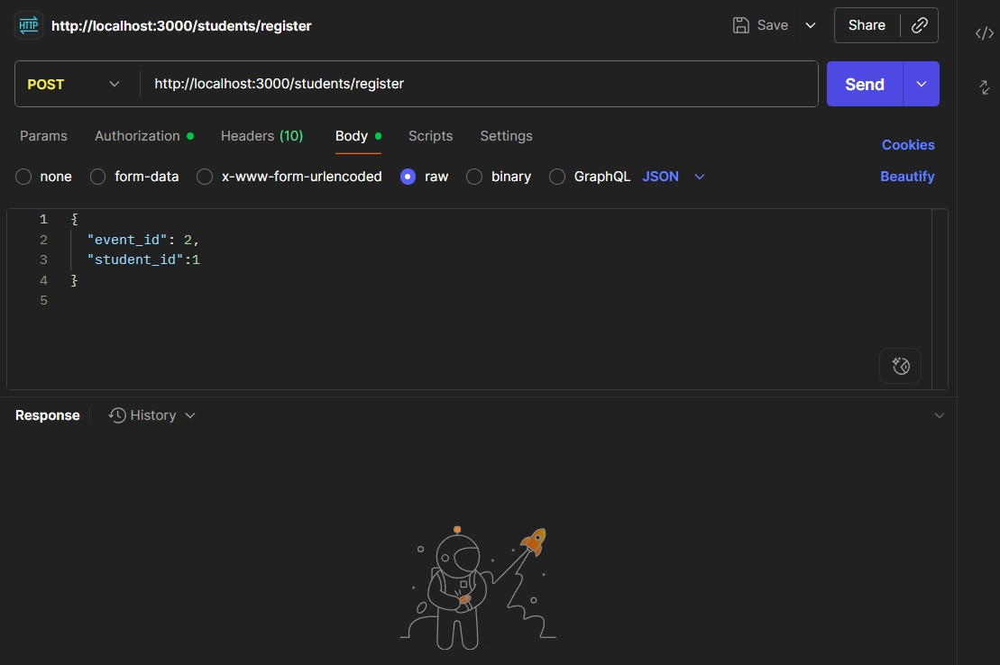 HTTP http://localhost:3000/students/register Save Share
POST http://localhost:3000/students/register Send
Params Authorization Headers (10) Body Scripts Settings Cookies
none form-data x-www-form-urlencoded raw binary GraphQL JSON Beautify
1 {
2 "event_id": 2,
3 "student_id":1
4 }
5
Response History